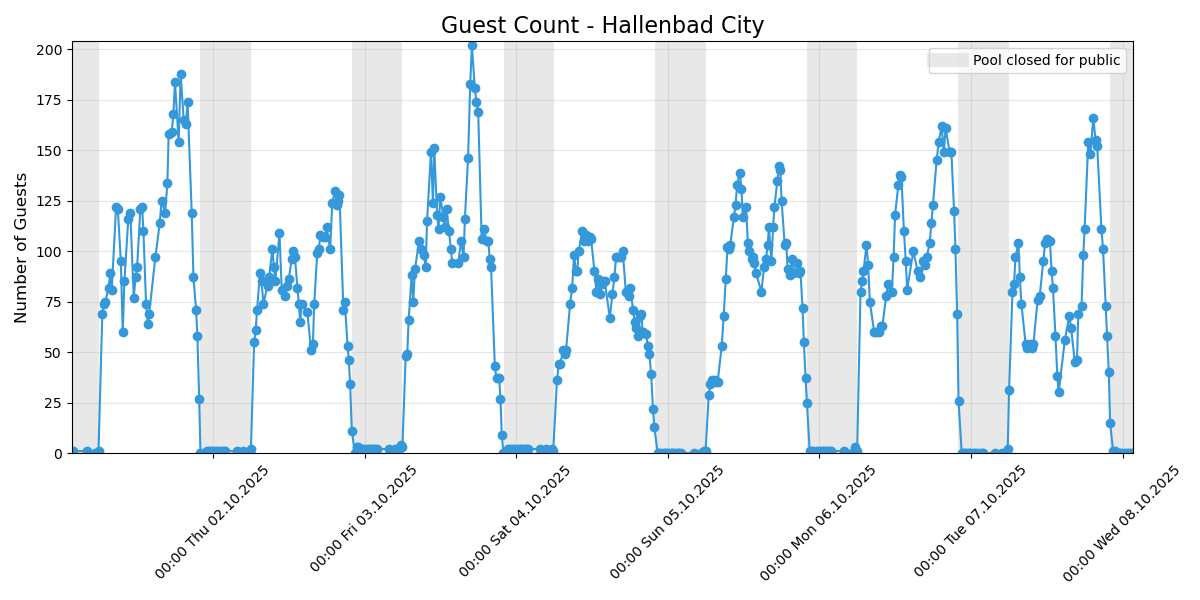 Guest Count - Hallenbad City
Number of Guests
200
175
150
125
100
75
50
25
0
Pool closed for public
00:00 Thu 02.10.2025
00:00 Fri 03.10.2025
00:00 Sat 04.10.2025
00:00 Sun 05.10.2025
00:00 Mon 06.10.2025
00:00 Tue 07.10.2025
00:00 Wed 08.10.2025